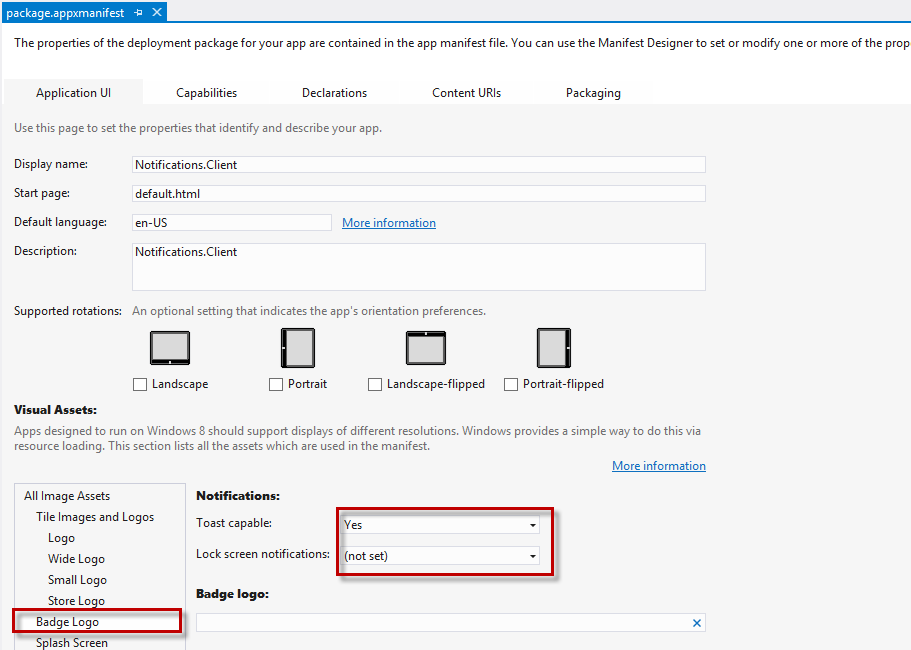 package.appxmanifest
The properties of the deployment package for your app are contained in the app manifest file. You can use the Manifest Designer to set or modify one or more of the prop
Application UI Capabilities Declarations Content URIs Packaging
Use this page to set the properties that identify and describe your app.
Display name: Notifications.Client
Start page: default.html
Default language: en-US More information
Description: Notifications.Client
Supported rotations: An optional setting that indicates the app's orientation preferences.
Landscape Portrait Landscape-flipped Portrait-flipped
Visual Assets:
Apps designed to run on Windows 8 should support displays of different resolutions. Windows provides a simple way to do this via
resource loading. This section lists all the assets which are used in the manifest.
More information
All Image Assets
Tile Images and Logos
Logo
Wide Logo
Small Logo
Store Logo
Badge Logo
Splash Screen
Notifications:
Toast capable: Yes
Lock screen notifications: (not set)
Badge logo: